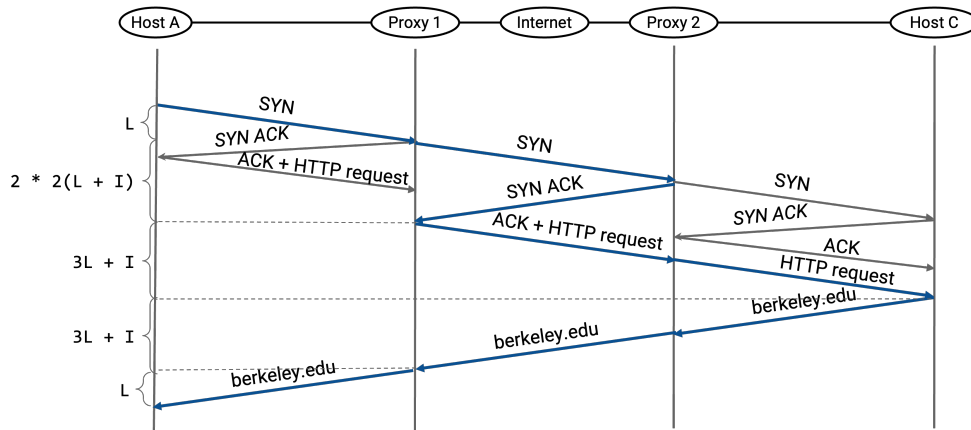 Host A
Proxy 1
Internet
Proxy 2
Host C
SYN
L
SYN ACK
SYN
ACK + HTTP request
2 * 2(L + I)
SYN
SYN ACK
SYN ACK
ACK + HTTP request
ACK
3L + I
HTTP request
berkeley.edu
berkeley.edu
3L + I
berkeley.edu
L